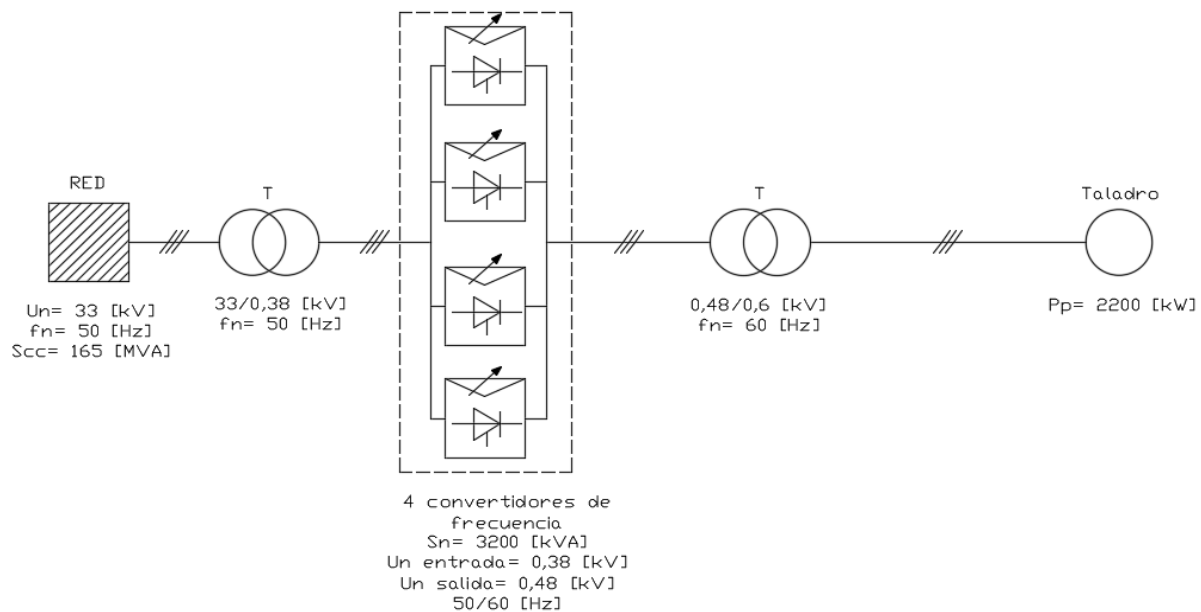 RED
Un= 33 [kV]
fn= 50 [Hz]
Scc= 165 [MVA]
T
33/0,38 [kV]
fn= 50 [Hz]
4 convertidores de
frecuencia
Sn= 3200 [kVA]
Un entrada= 0,38 [kV]
Un salida= 0,48 [kV]
50/60 [Hz]
T
0,48/0,6 [kV]
fn= 60 [Hz]
Taladro
Pp= 2200 [kW]